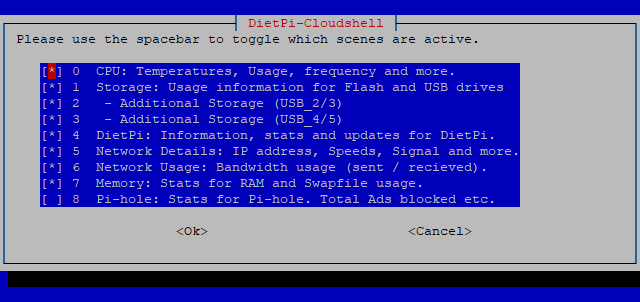 DietPi-Cloudshell
Please use the spacebar to toggle which scenes are active.
[*] 0 CPU: Temperatures, Usage, frequency and more.
[*] 1 Storage: Usage information for Flash and USB drives
[*] 2 - Additional Storage (USB_2/3)
[*] 3 - Additional Storage (USB_4/5)
[*] 4 DietPi: Information, stats and updates for DietPi.
[*] 5 Network Details: IP address, Speeds, Signal and more.
[*] 6 Network Usage: Bandwidth usage (sent / recieved).
[*] 7 Memory: Stats for RAM and Swapfile usage.
[ ] 8 Pi-hole: Stats for Pi-hole. Total Ads blocked etc.
<Ok> <Cancel>